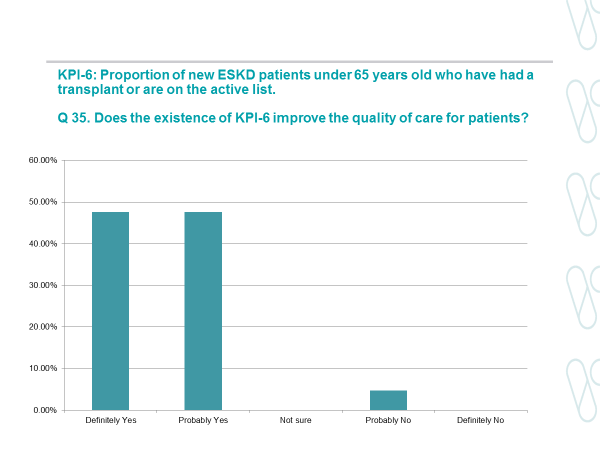 KPI-6: Proportion of new ESKD patients under 65 years old who have had a
transplant or are on the active list.
Q 35. Does the existence of KPI-6 improve the quality of care for patients?
60.00%
50.00%
40.00%
30.00%
20.00%
10.00%
0.00%
Definitely Yes Probably Yes Not sure Probably No Definitely No